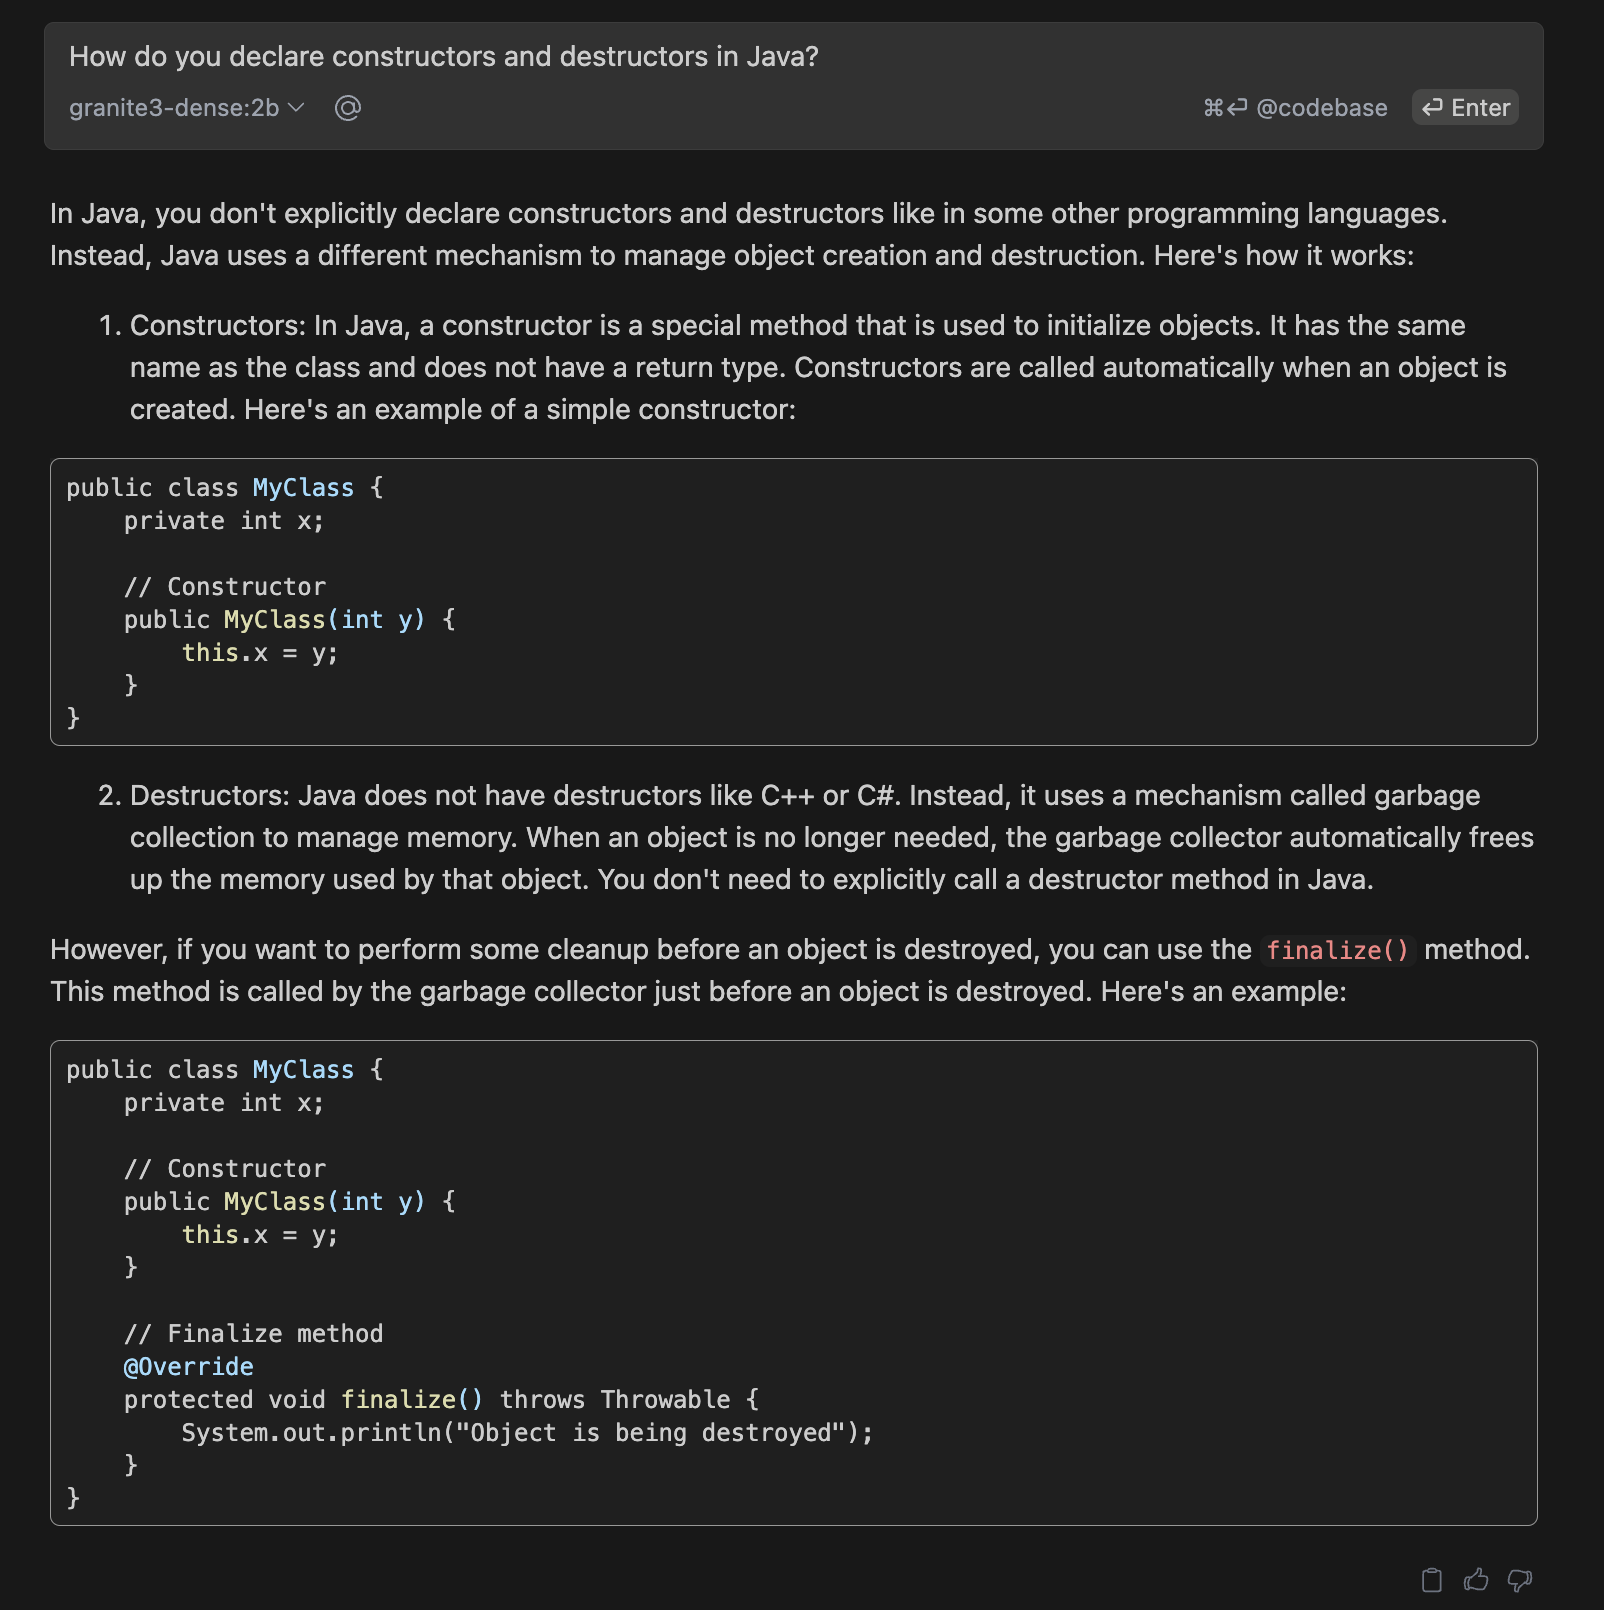 How do you declare constructors and destructors in Java?
granite3-dense:2b
⌘⏎ @codebase
⏎ Enter
In Java, you don't explicitly declare constructors and destructors like in some other programming languages.
Instead, Java uses a different mechanism to manage object creation and destruction. Here's how it works:
1. Constructors: In Java, a constructor is a special method that is used to initialize objects. It has the same
name as the class and does not have a return type. Constructors are called automatically when an object is
created. Here's an example of a simple constructor:
public class MyClass {
    private int x;

    // Constructor
    public MyClass(int y) {
        this.x = y;
    }
}
2. Destructors: Java does not have destructors like C++ or C#. Instead, it uses a mechanism called garbage
collection to manage memory. When an object is no longer needed, the garbage collector automatically frees
up the memory used by that object. You don't need to explicitly call a destructor method in Java.
However, if you want to perform some cleanup before an object is destroyed, you can use the finalize() method.
This method is called by the garbage collector just before an object is destroyed. Here's an example:
public class MyClass {
    private int x;

    // Constructor
    public MyClass(int y) {
        this.x = y;
    }

    // Finalize method
    @Override
    protected void finalize() throws Throwable {
        System.out.println("Object is being destroyed");
    }
}